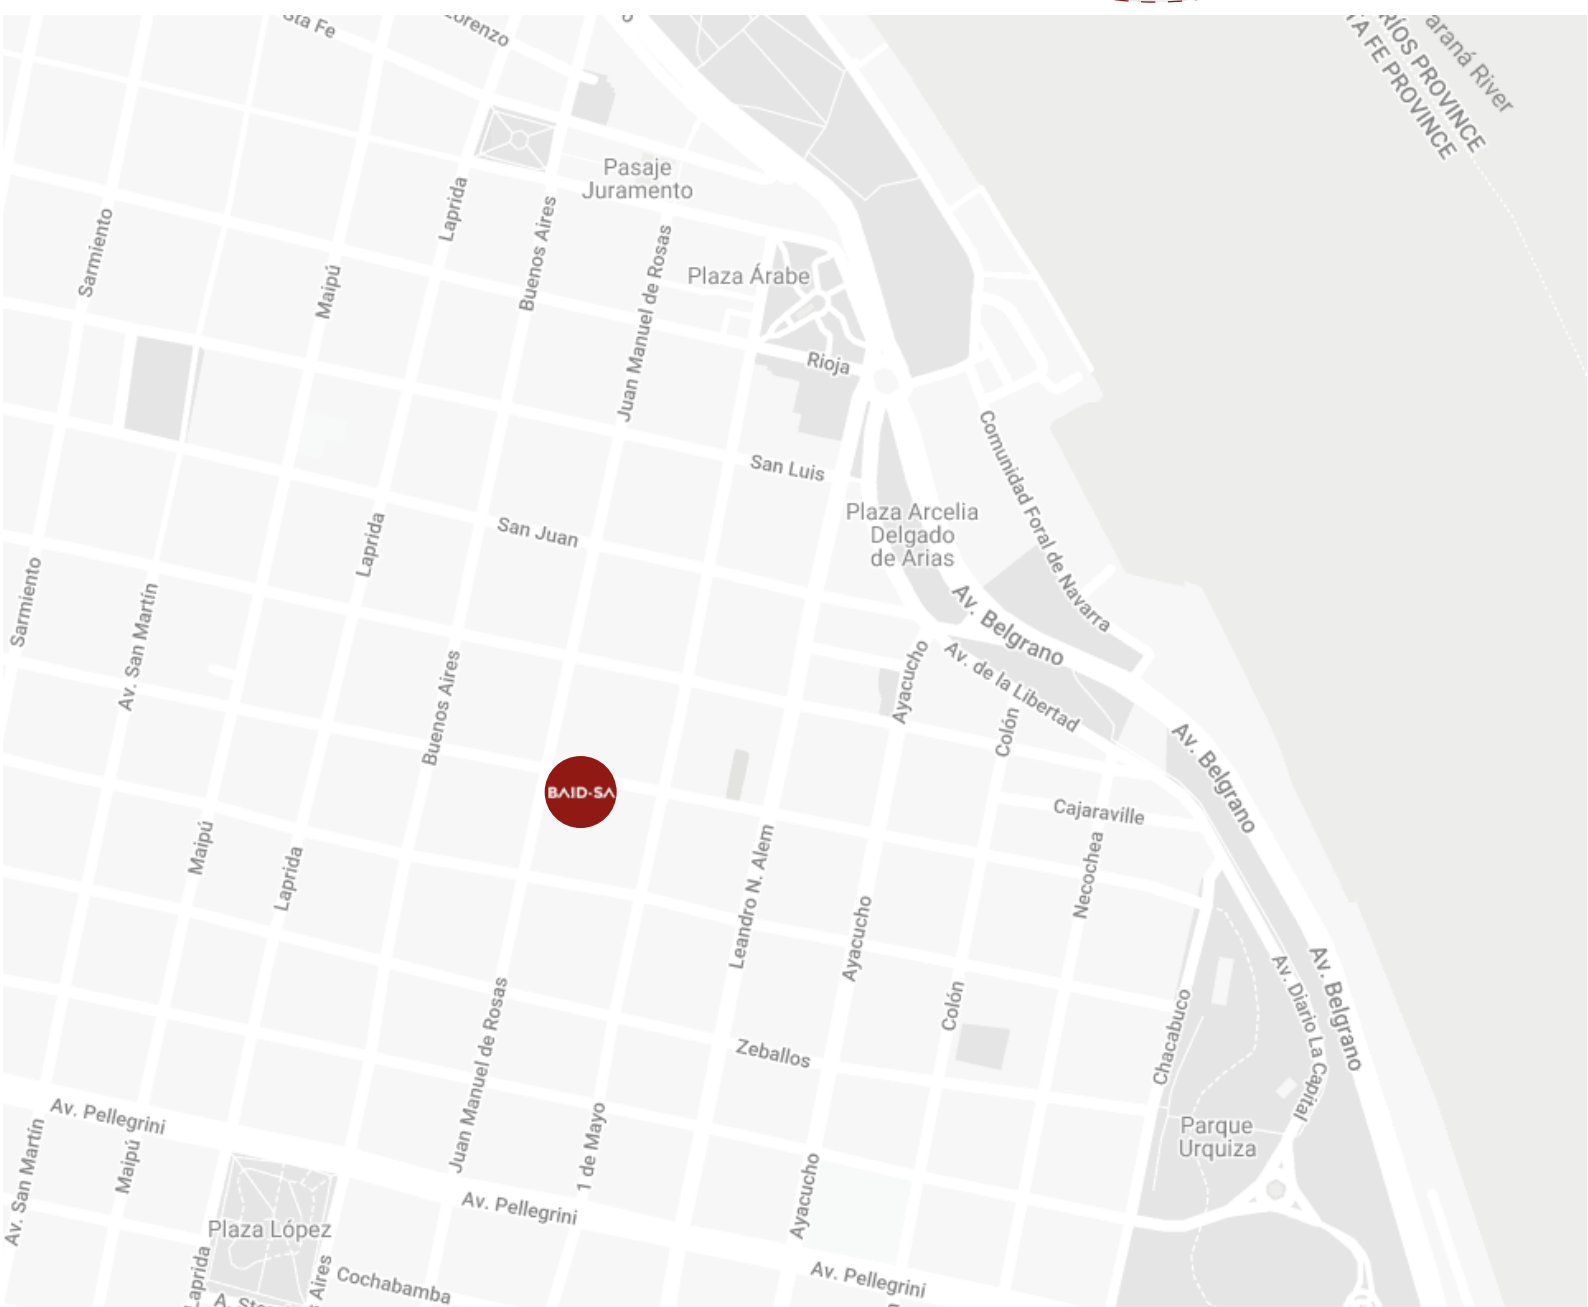 Sta Fe
Lorenzo
Paraná River
RÍOS PROVINCE
TA FE PROVINCE
Pasaje
Juramento
Laprida
Buenos Aires
Sarmiento
Maipú
Juan Manuel de Rosas
Plaza Árabe
Rioja
Comunidad Foral de Navarra
San Luis
San Juan
Plaza Arcelia
Delgado
de Arias
Laprida
Sarmiento
Av. San Martín
Av. Belgrano
Av. de la Libertad
Ayacucho
Colón
Buenos Aires
Av. Belgrano
BAID-SA
Cajaraville
Maipú
Laprida
Leandro N. Alem
Necochea
Ayacucho
Colón
Av. Belgrano
Av. Diario La Capital
Chacabuco
Juan Manuel de Rosas
Zeballos
Av. Pellegrini
1 de Mayo
Parque
Urquiza
Av. San Martín
Maipú
Ayacucho
Av. Pellegrini
Plaza López
Laprida
Aires
Cochabamba
Av. Pellegrini